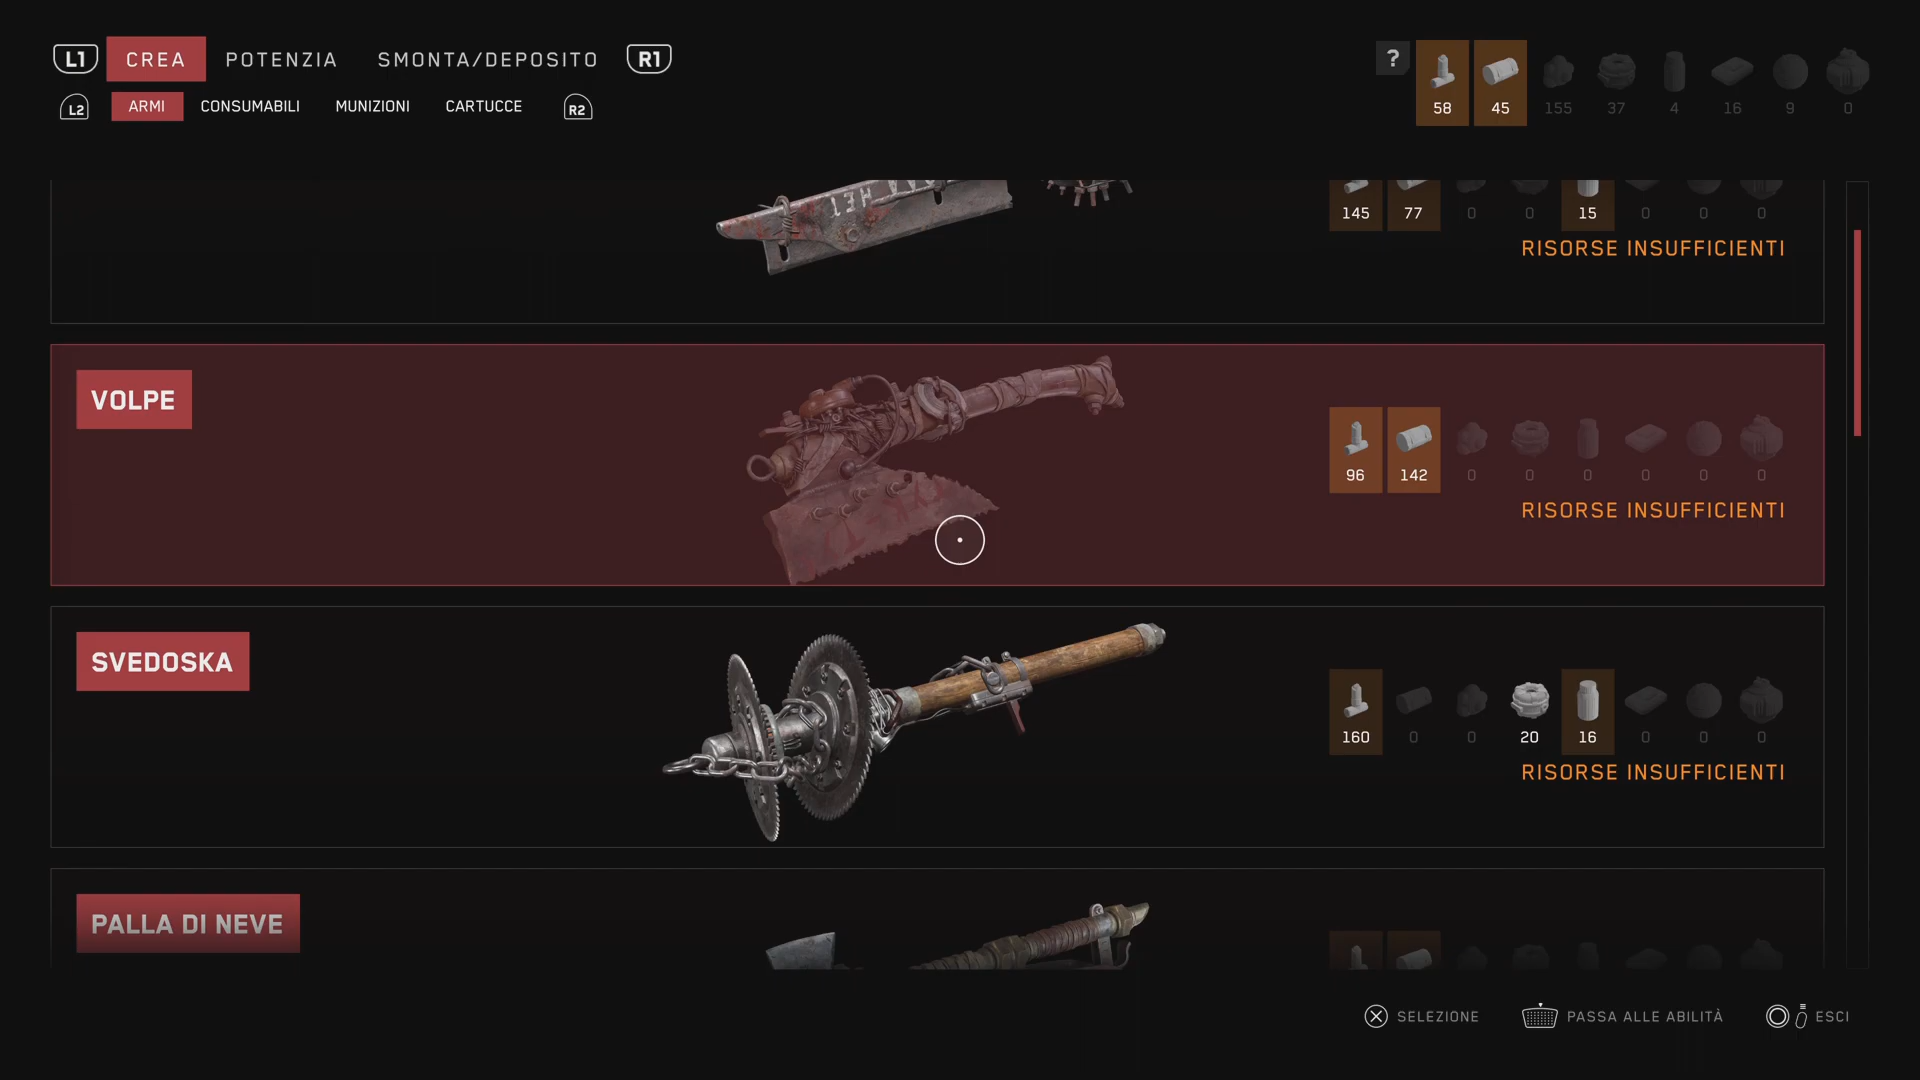 L1 CREA POTENZIA SMONTA/DEPOSITO R1
L2 ARMI CONSUMABILI MUNIZIONI CARTUCCE R2
?
58 45 155 37 4 16 9 0
145 77 0 0 15 0 0 0
RISORSE INSUFFICIENTI
VOLPE
96 142 0 0 0 0 0 0
RISORSE INSUFFICIENTI
SVEDOSKA
160 0 0 20 16 0 0 0
RISORSE INSUFFICIENTI
PALLA DI NEVE
SELEZIONE PASSA ALLE ABILITÀ ESCI